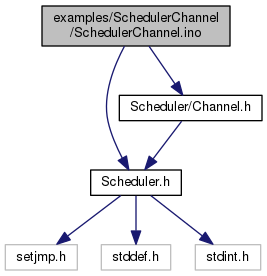 examples/SchedulerChannel
/SchedulerChannel.ino
Scheduler/Channel.h
Scheduler.h
setjmp.h
stddef.h
stdint.h